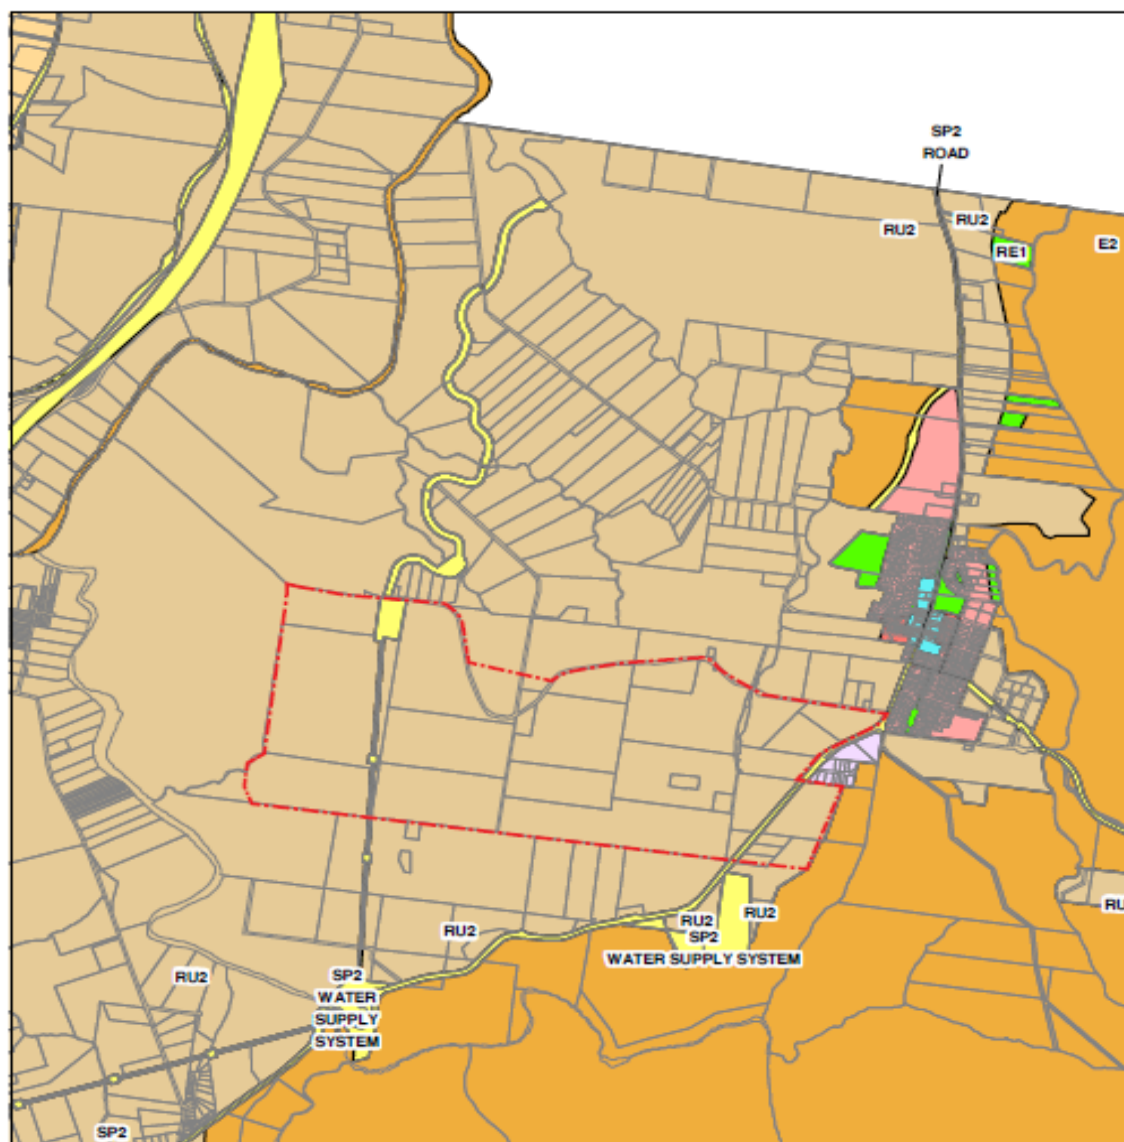 SP2
ROAD
RU2
RU2
RE1
E2
RU
RU2
RU2
SP2
WATER SUPPLY SYSTEM
RU2
RU2
SP2
WATER
SUPPLY
SYSTEM
SP2